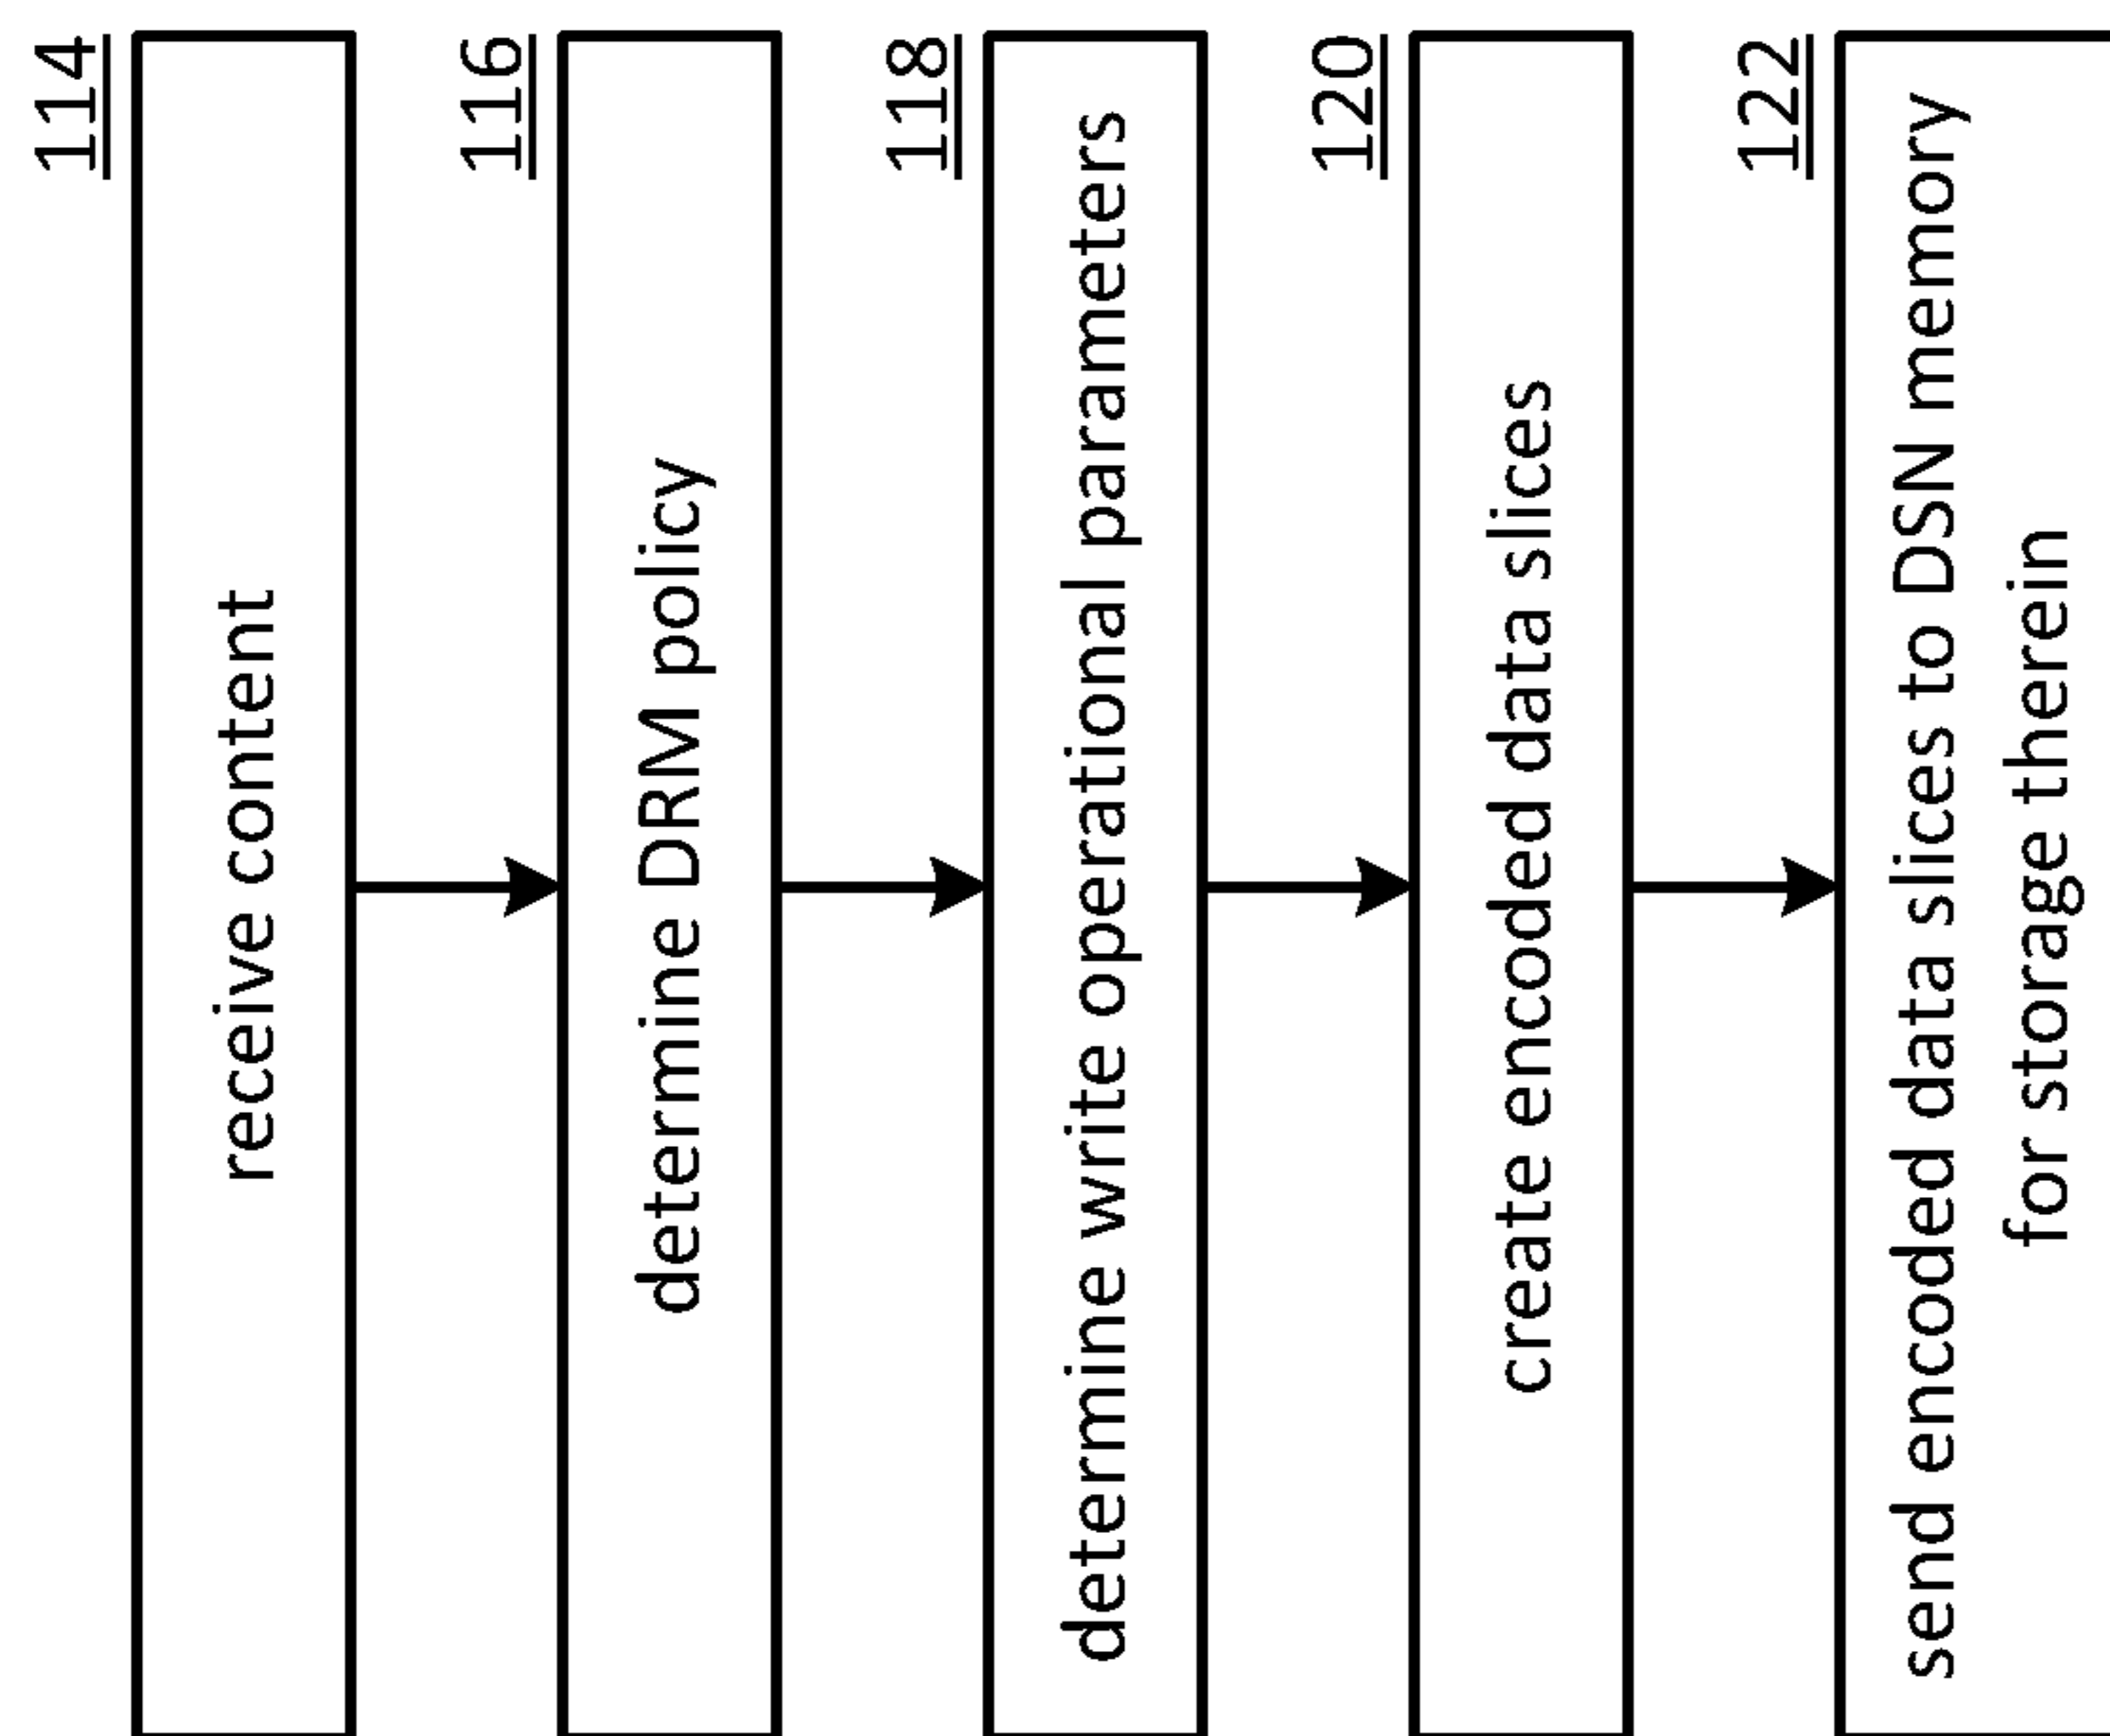 114
receive content
116
determine DRM policy
118
determine write operational parameters
120
create encoded data slices
122
send encoded data slices to DSN memory
for storage therein